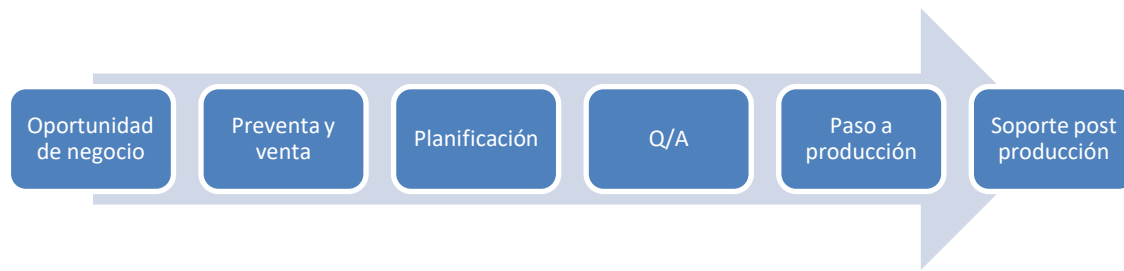 Oportunidad
de negocio
Preventa y
venta
Planificación
Q/A
Paso a
producción
Soporte post
producción